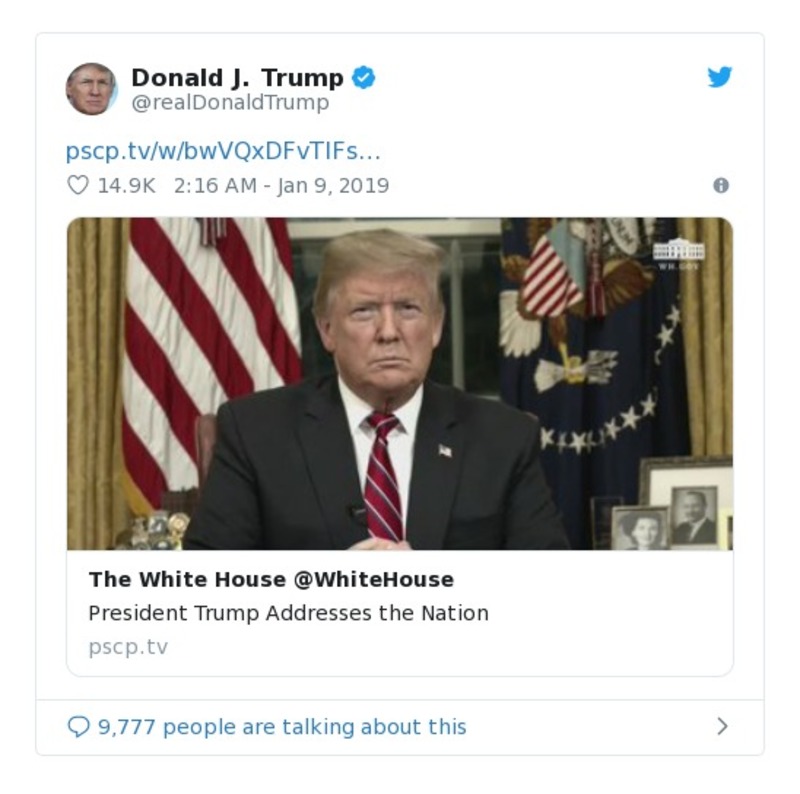 Donald J. Trump
@realDonaldTrump
pscp.tv/w/bwVQxDFvTIFs…
14.9K 2:16 AM - Jan 9, 2019
WH.GOV
The White House @WhiteHouse
President Trump Addresses the Nation
pscp.tv
9,777 people are talking about this